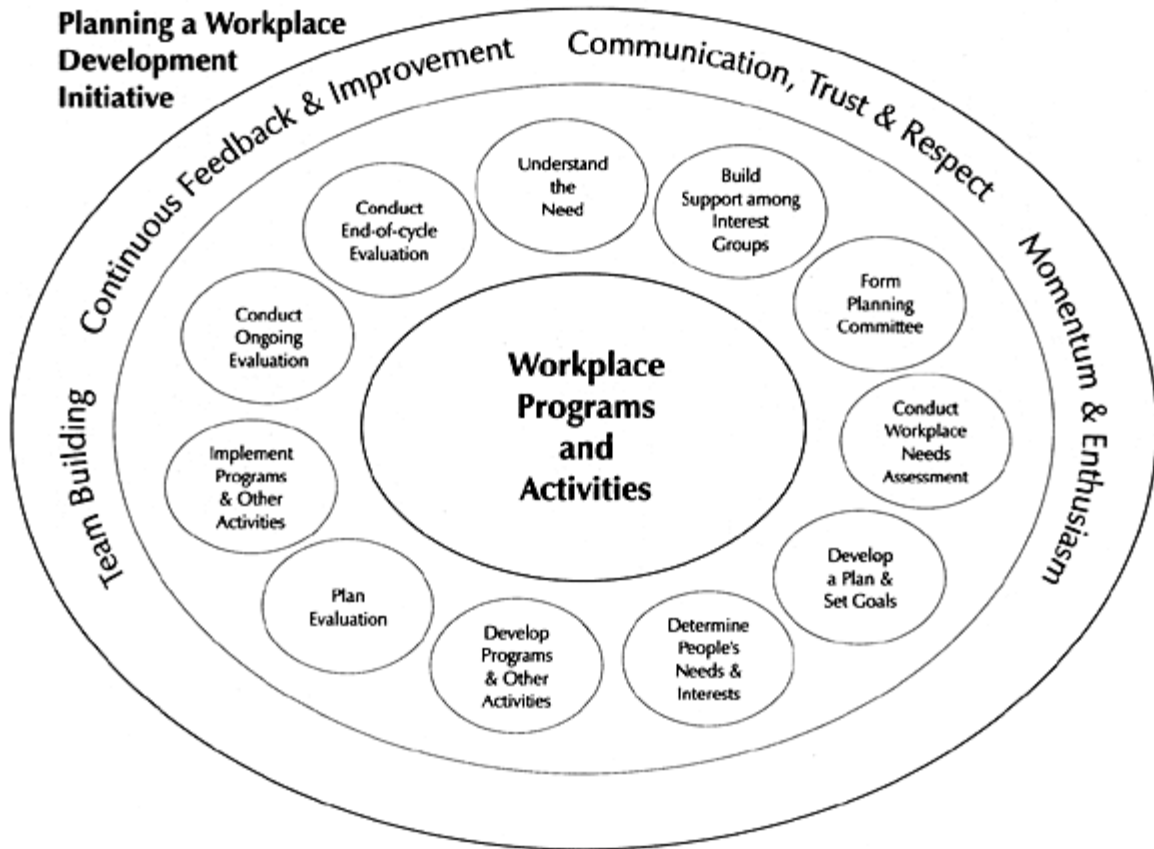 Planning a Workplace
Development
Initiative
Continuous Feedback & Improvement
Communication, Trust & Respect
Momentum & Enthusiasm
Team Building
Understand
the
Need
Build
Support among
Interest
Groups
Form
Planning
Committee
Conduct
Workplace
Needs
Assessment
Develop
a Plan &
Set Goals
Determine
People's
Needs &
Interests
Develop
Programs
& Other
Activities
Plan
Evaluation
Implement
Programs
& Other
Activities
Conduct
Ongoing
Evaluation
Conduct
End-of-cycle
Evaluation
Workplace
Programs
and
Activities